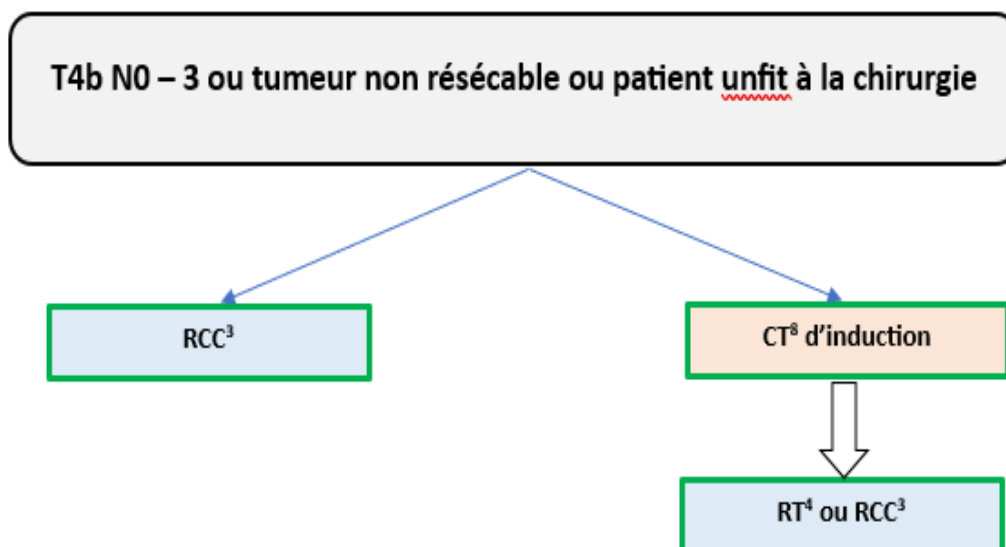 T4b N0 – 3 ou tumeur non résécable ou patient unfit à la chirurgie
RCC³
CT⁸ d’induction
RT⁴ ou RCC³